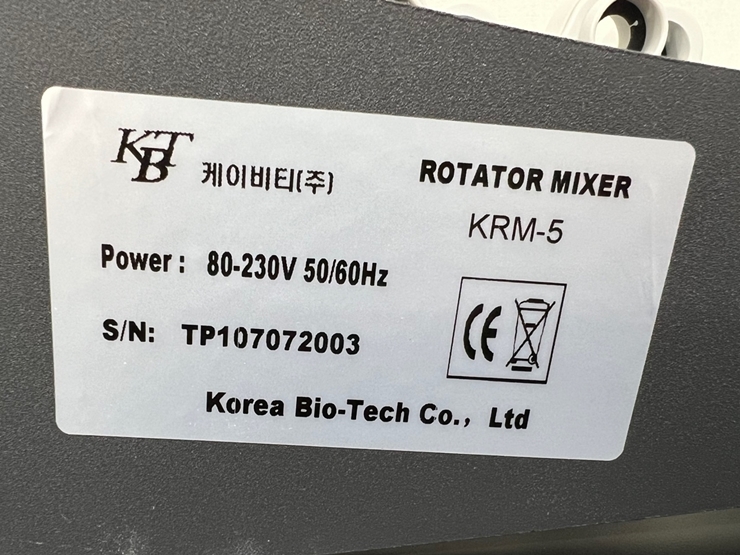 KBT 케이비티(주)
ROTATOR MIXER
KRM-5
Power : 80-230V 50/60Hz
S/N: TP107072003
CE
Korea Bio-Tech Co., Ltd